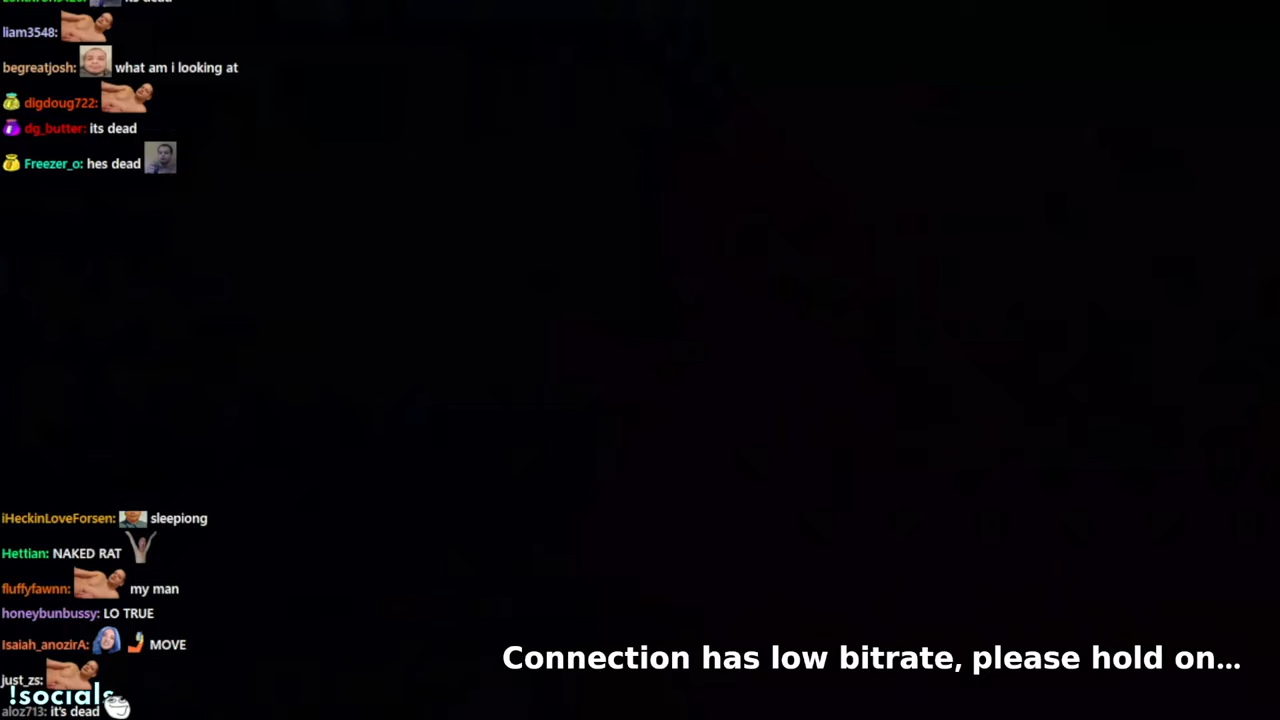 liam3548:
begreatjosh: what am i looking at
digdoug722:
dg_butter: its dead
Freezer_o: hes dead
iHeckinLoveForsen: sleepiong
Hettian: NAKED RAT
fluffyfawnn: my man
honeybunbussy: LO TRUE
Isaiah_anozirA: MOVE
Connection has low bitrate, please hold on...
just_zs:
!socials
aloz713: it's dead